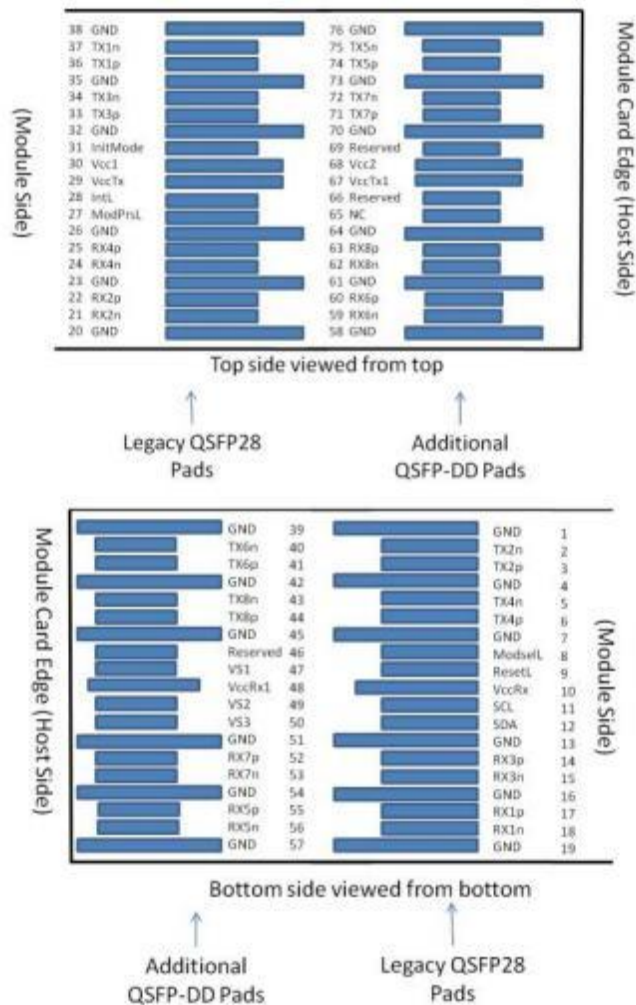 38 GND 76 GND
37 TX1n 75 TX5n
36 TX1p 74 TX5p
35 GND 73 GND
34 TX3n 72 TX7n
33 TX3p 71 TX7p
32 GND 70 GND
31 InitMode 69 Reserved
30 Vcc1 68 Vcc2
29 VccTx 67 VccTx1
28 IntL 66 Reserved
27 ModPrsL 65 NC
26 GND 64 GND
25 RX4p 63 RX8p
24 RX4n 62 RX8n
23 GND 61 GND
22 RX2p 60 RX6p
21 RX2n 59 RX6n
20 GND 58 GND
(Module Side)
Module Card Edge (Host Side)
Top side viewed from top
Legacy QSFP28
Pads
Additional
QSFP-DD Pads
Module Card Edge (Host Side)
GND 39 GND 1
TX6n 40 TX2n 2
TX6p 41 TX2p 3
GND 42 GND 4
TX8n 43 TX4n 5
TX8p 44 TX4p 6
GND 45 GND 7
Reserved 46 ModselL 8
VS1 47 ResetL 9
VccRx1 48 VccRx 10
VS2 49 SCL 11
VS3 50 SDA 12
GND 51 GND 13
RX7p 52 RX3p 14
RX7n 53 RX3n 15
GND 54 GND 16
RX5p 55 RX1p 17
RX5n 56 RX1n 18
GND 57 GND 19
(Module Side)
Bottom side viewed from bottom
Additional
QSFP-DD Pads
Legacy QSFP28
Pads